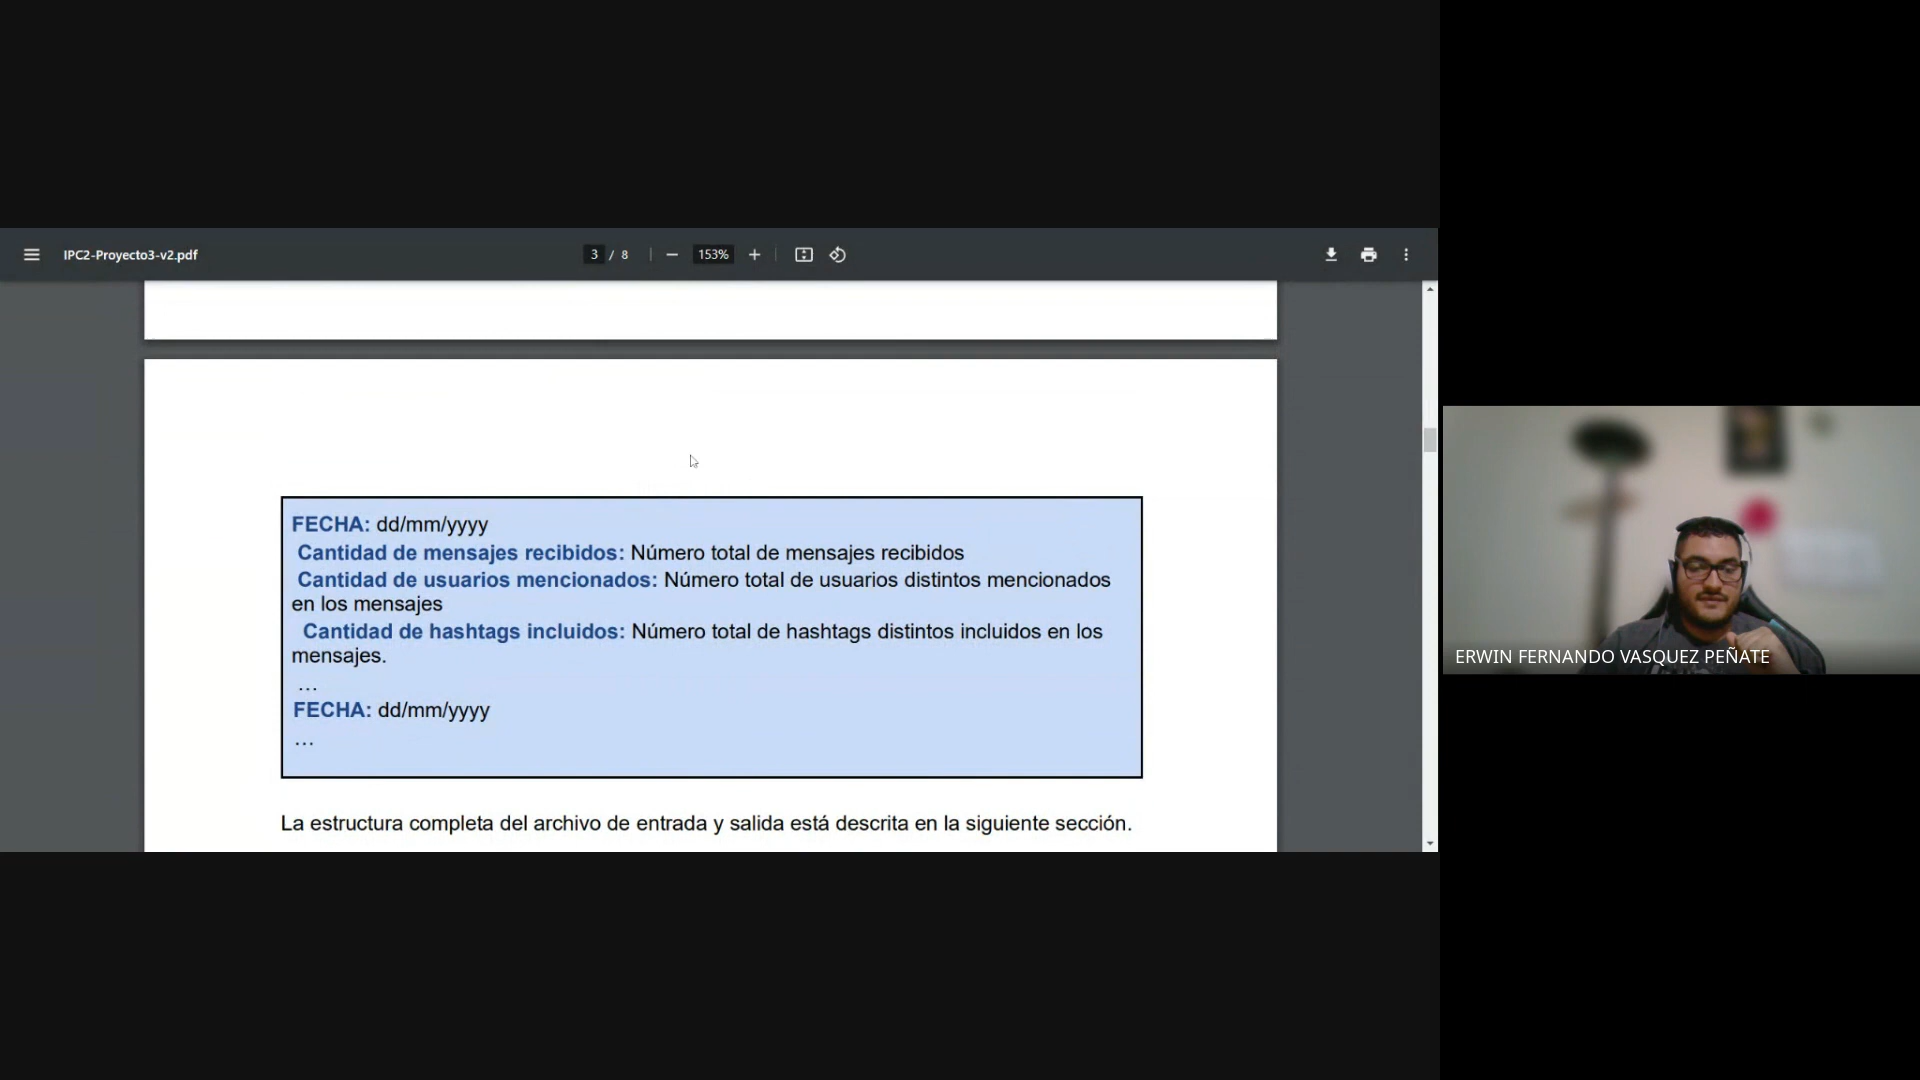 IPC2-Proyecto3-v2.pdf
3 / 8
153%
FECHA: dd/mm/yyyy
Cantidad de mensajes recibidos: Número total de mensajes recibidos
Cantidad de usuarios mencionados: Número total de usuarios distintos mencionados
en los mensajes
Cantidad de hashtags incluidos: Número total de hashtags distintos incluidos en los
mensajes.
…
FECHA: dd/mm/yyyy
…
La estructura completa del archivo de entrada y salida está descrita en la siguiente sección.
ERWIN FERNANDO VASQUEZ PEÑATE